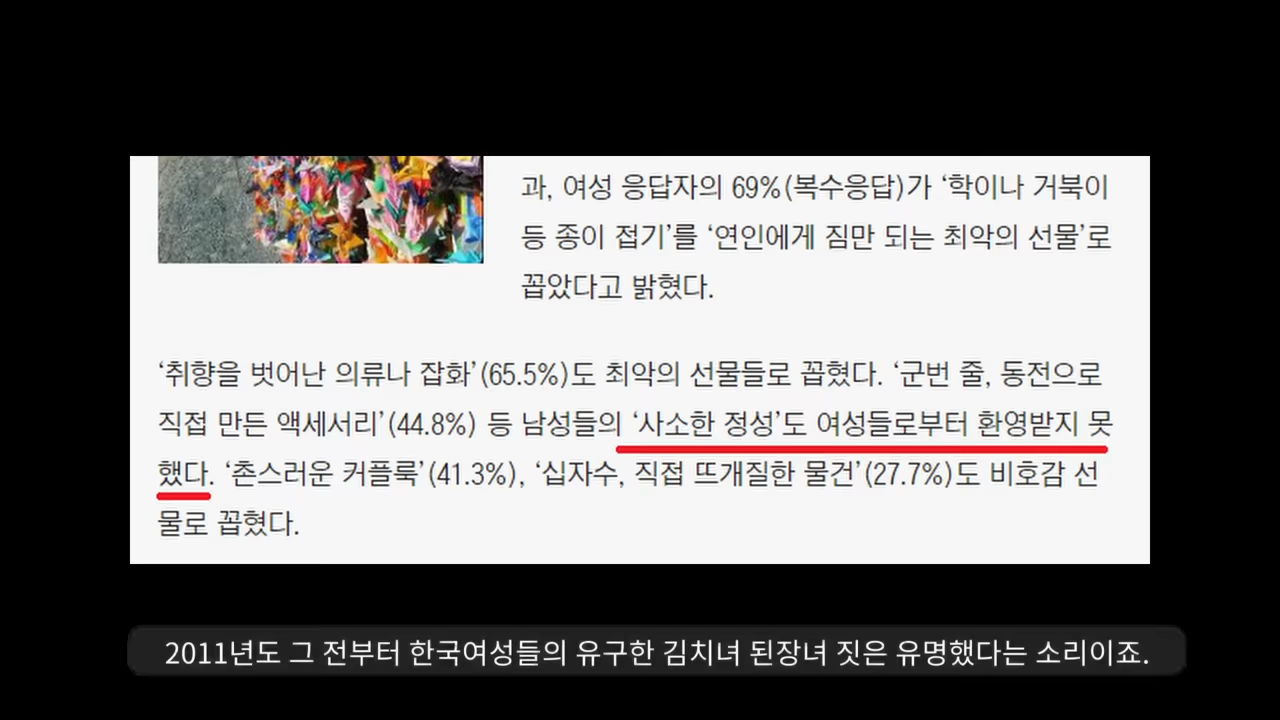 과, 여성 응답자의 69%(복수응답)가 ‘학이나 거북이
등 종이 접기’를 ‘연인에게 짐만 되는 최악의 선물’로
꼽았다고 밝혔다.
‘취향을 벗어난 의류나 잡화’(65.5%)도 최악의 선물들로 꼽혔다. ‘군번 줄, 동전으로
직접 만든 액세서리’(44.8%) 등 남성들의 ‘사소한 정성’도 여성들로부터 환영받지 못
했다. ‘촌스러운 커플룩’(41.3%), ‘십자수, 직접 뜨개질한 물건’(27.7%)도 비호감 선
물로 꼽혔다.
2011년도 그 전부터 한국여성들의 유구한 김치녀 된장녀 짓은 유명했다는 소리이죠.